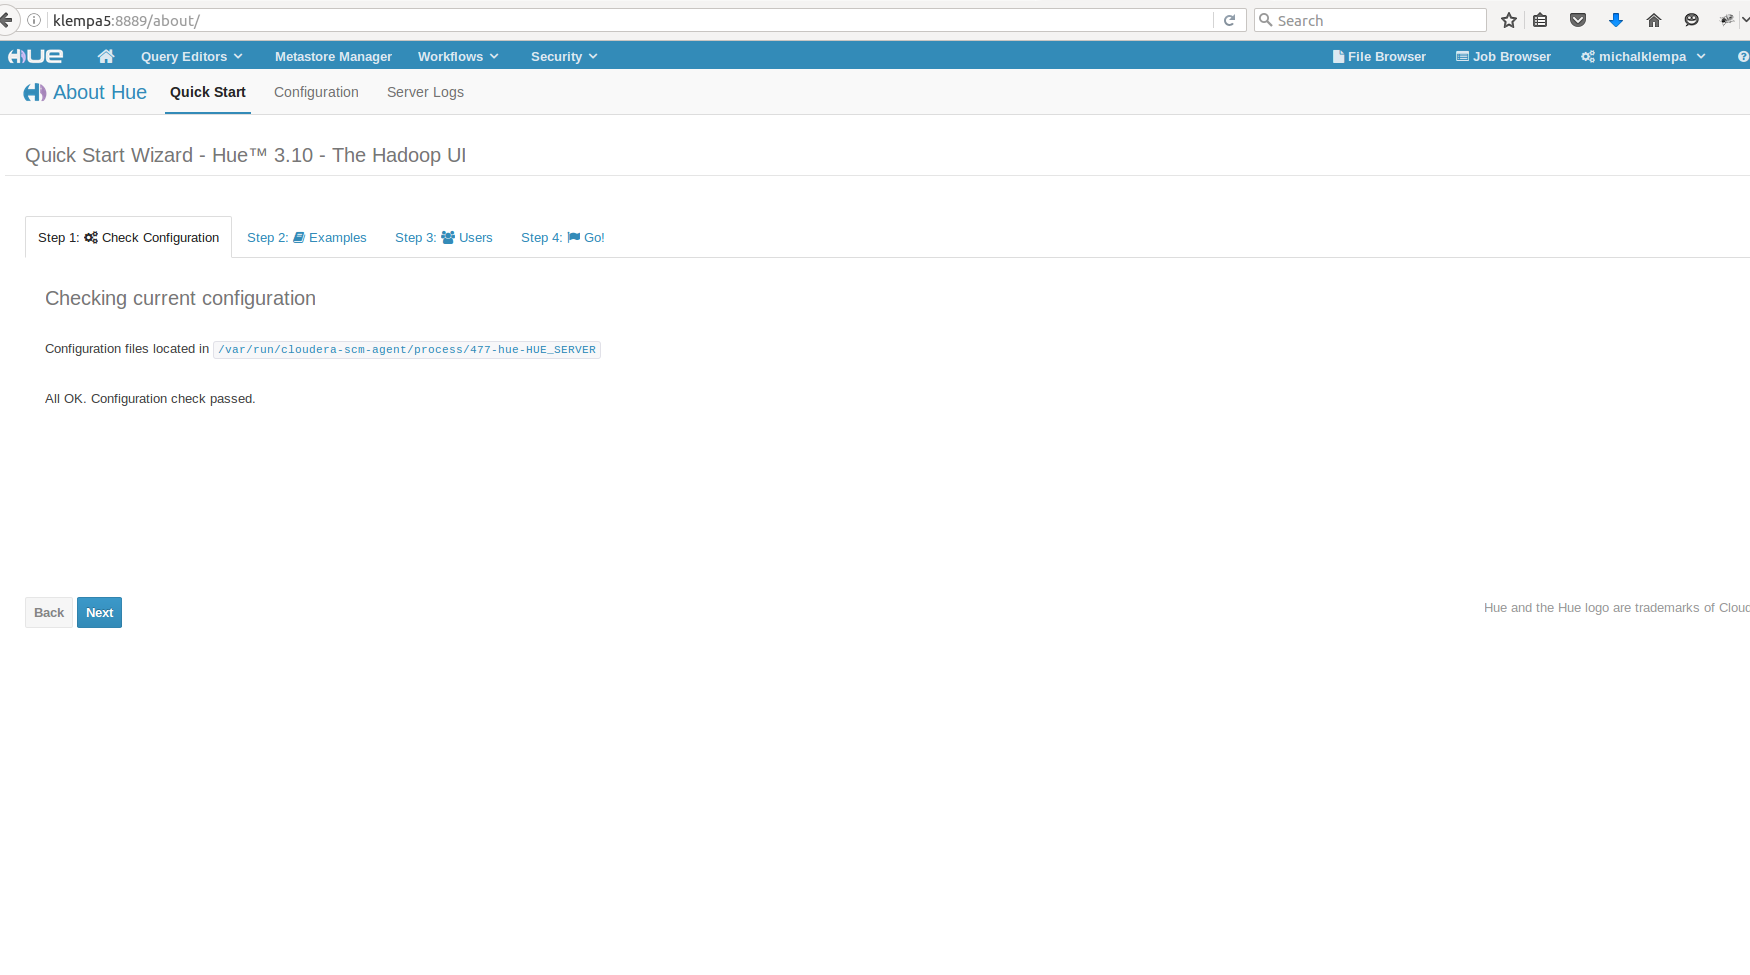 klempa5:8889/about/ Search
HUE Query Editors Metastore Manager Workflows Security File Browser Job Browser michalklempa
About Hue Quick Start Configuration Server Logs
Quick Start Wizard - Hue™ 3.10 - The Hadoop UI
Step 1: Check Configuration Step 2: Examples Step 3: Users Step 4: Go!
Checking current configuration
Configuration files located in /var/run/cloudera-scm-agent/process/477-hue-HUE_SERVER
All OK. Configuration check passed.
Back Next
Hue and the Hue logo are trademarks of Cloud